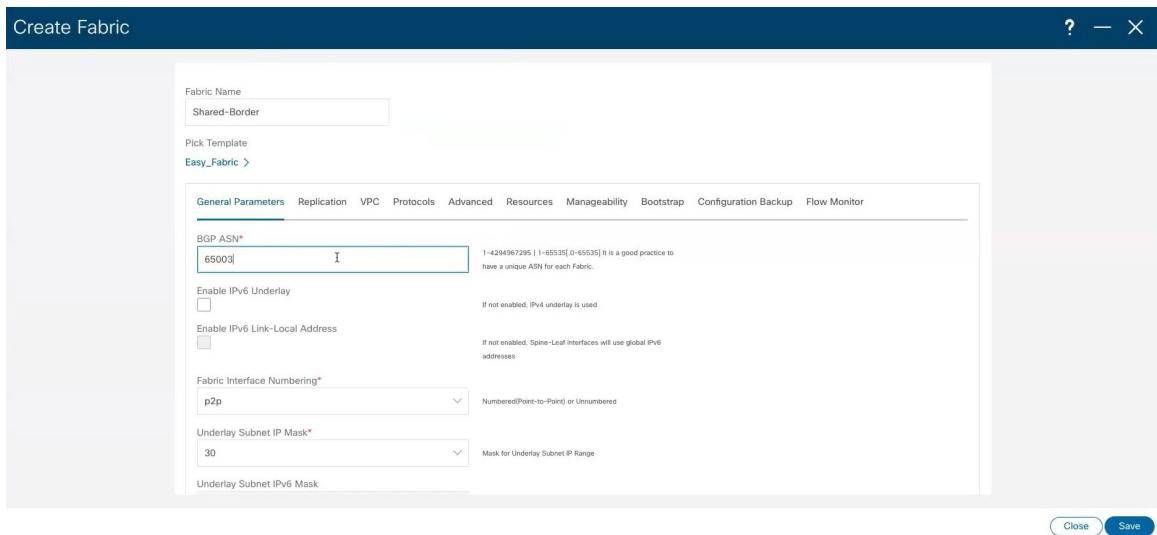 Create Fabric
? — ×
Fabric Name
Shared-Border
Pick Template
Easy_Fabric >
General Parameters Replication VPC Protocols Advanced Resources Manageability Bootstrap Configuration Backup Flow Monitor
BGP ASN*
65003
1-4294967295 | 1-65535[.0-65535] It is a good practice to
have a unique ASN for each Fabric.
Enable IPv6 Underlay
If not enabled, IPv4 underlay is used
Enable IPv6 Link-Local Address
If not enabled, Spine-Leaf interfaces will use global IPv6
addresses
Fabric Interface Numbering*
p2p
Numbered(Point-to-Point) or Unnumbered
Underlay Subnet IP Mask*
30
Mask for Underlay Subnet IP Range
Underlay Subnet IPv6 Mask
Close Save